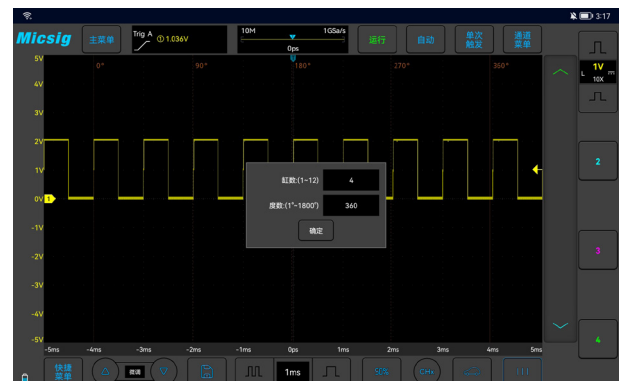 3:17
Micsig
主菜单
Trig A
① 1.036V
10M
1GSa/s
0ps
运行
自动
单次
触发
通道
菜单
5V
0°
90°
180°
270°
360°
L
1V
10X
4V
3V
2V
1V
0V
1
-1V
-2V
-3V
-4V
-5V
缸数:(1~12)
4
度数:(1°~1800°)
360
确定
2
3
4
-5ms
-4ms
-3ms
-2ms
-1ms
0ps
1ms
2ms
3ms
4ms
5ms
快捷
菜单
微调
1ms
50%
CH1